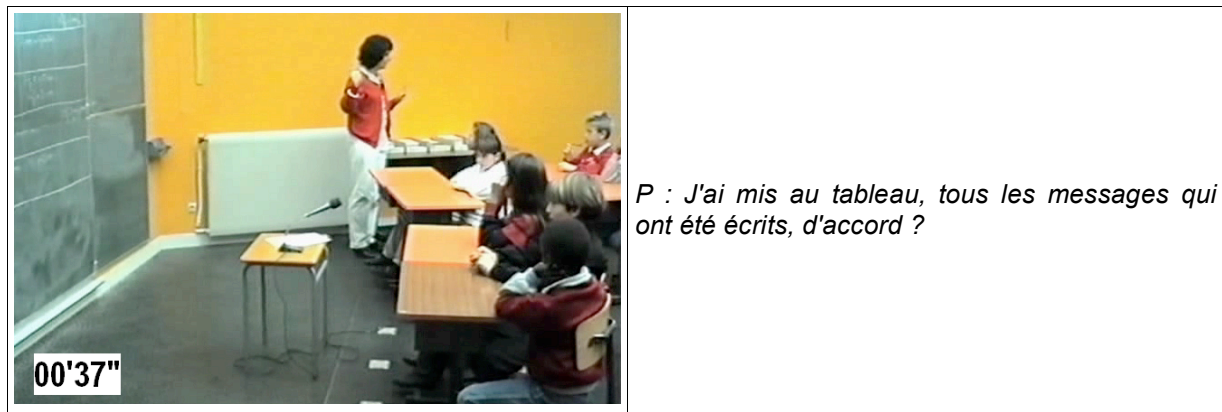 P : J'ai mis au tableau, tous les messages qui
ont été écrits, d'accord ?
00'37"